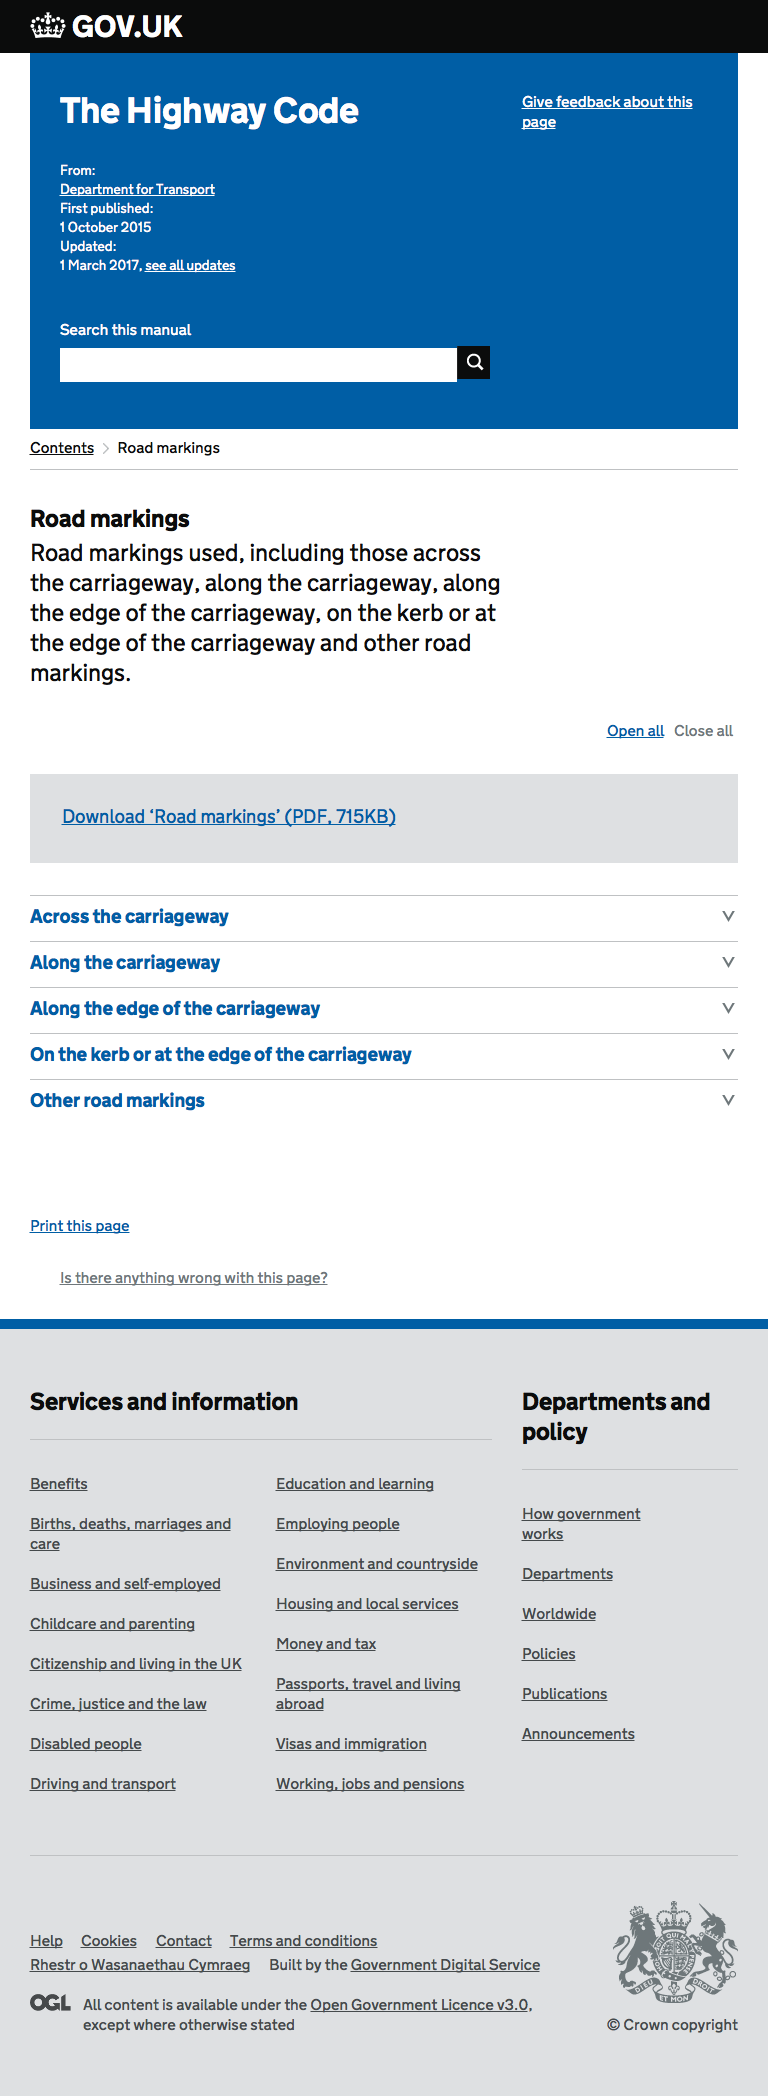 GOV.UK
The Highway Code
Give feedback about this
page
From:
Department for Transport
First published:
1 October 2015
Updated:
1 March 2017, see all updates
Search this manual
Contents
Road markings
Road markings
Road markings used, including those across
the carriageway, along the carriageway, along
the edge of the carriageway, on the kerb or at
the edge of the carriageway and other road
markings.
Open all Close all
Download ‘Road markings’ (PDF, 715KB)
Across the carriageway
Along the carriageway
Along the edge of the carriageway
On the kerb or at the edge of the carriageway
Other road markings
Print this page
Is there anything wrong with this page?
Services and information
Benefits
Births, deaths, marriages and
care
Business and self-employed
Childcare and parenting
Citizenship and living in the UK
Crime, justice and the law
Disabled people
Driving and transport
Education and learning
Employing people
Environment and countryside
Housing and local services
Money and tax
Passports, travel and living
abroad
Visas and immigration
Working, jobs and pensions
Departments and
policy
How government
works
Departments
Worldwide
Policies
Publications
Announcements
Help Cookies Contact Terms and conditions
Rhestr o Wasanaethau Cymraeg Built by the Government Digital Service
OGL All content is available under the Open Government Licence v3.0,
except where otherwise stated
DIEU ET MON DROIT
© Crown copyright